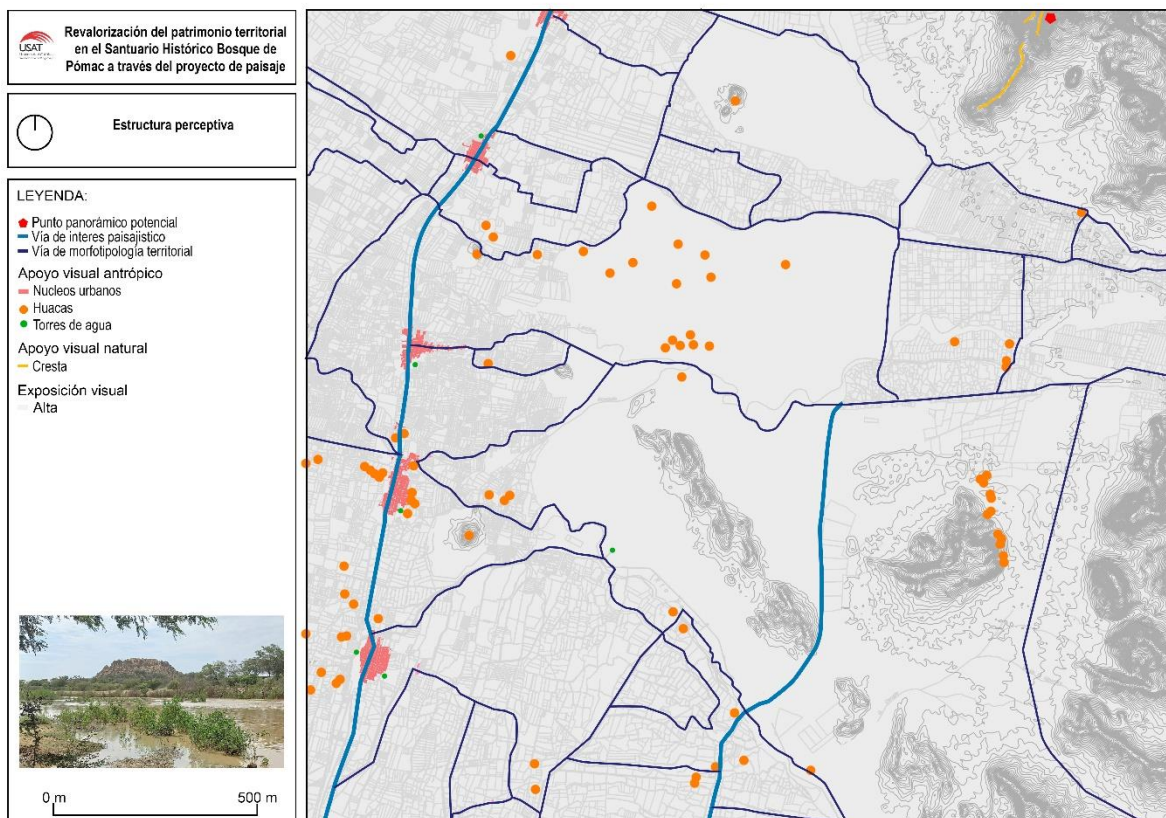 USAT
Revalorización del patrimonio territorial
en el Santuario Histórico Bosque de
Pómac a través del proyecto de paisaje
Estructura perceptiva
LEYENDA:
Punto panorámico potencial
Vía de interes paisajistico
Vía de morfotipología territorial
Apoyo visual antrópico
Nucleos urbanos
Huacas
Torres de agua
Apoyo visual natural
Cresta
Exposición visual
Alta
0 m
500 m